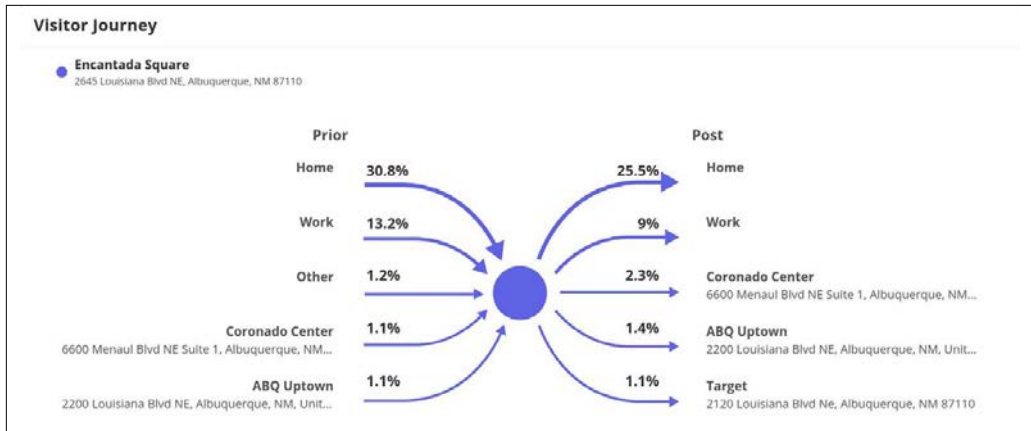 Visitor Journey
Encantada Square
2645 Louisiana Blvd NE, Albuquerque, NM 87110
Prior
Post
Home
30.8%
25.5%
Home
Work
13.2%
9%
Work
Other
1.2%
2.3%
Coronado Center
6600 Menaul Blvd NE Suite 1, Albuquerque, NM...
Coronado Center
6600 Menaul Blvd NE Suite 1, Albuquerque, NM...
1.1%
1.4%
ABQ Uptown
2200 Louisiana Blvd NE, Albuquerque, NM, Unit...
ABQ Uptown
2200 Louisiana Blvd NE, Albuquerque, NM, Unit...
1.1%
1.1%
Target
2120 Louisiana Blvd Ne, Albuquerque, NM 87110